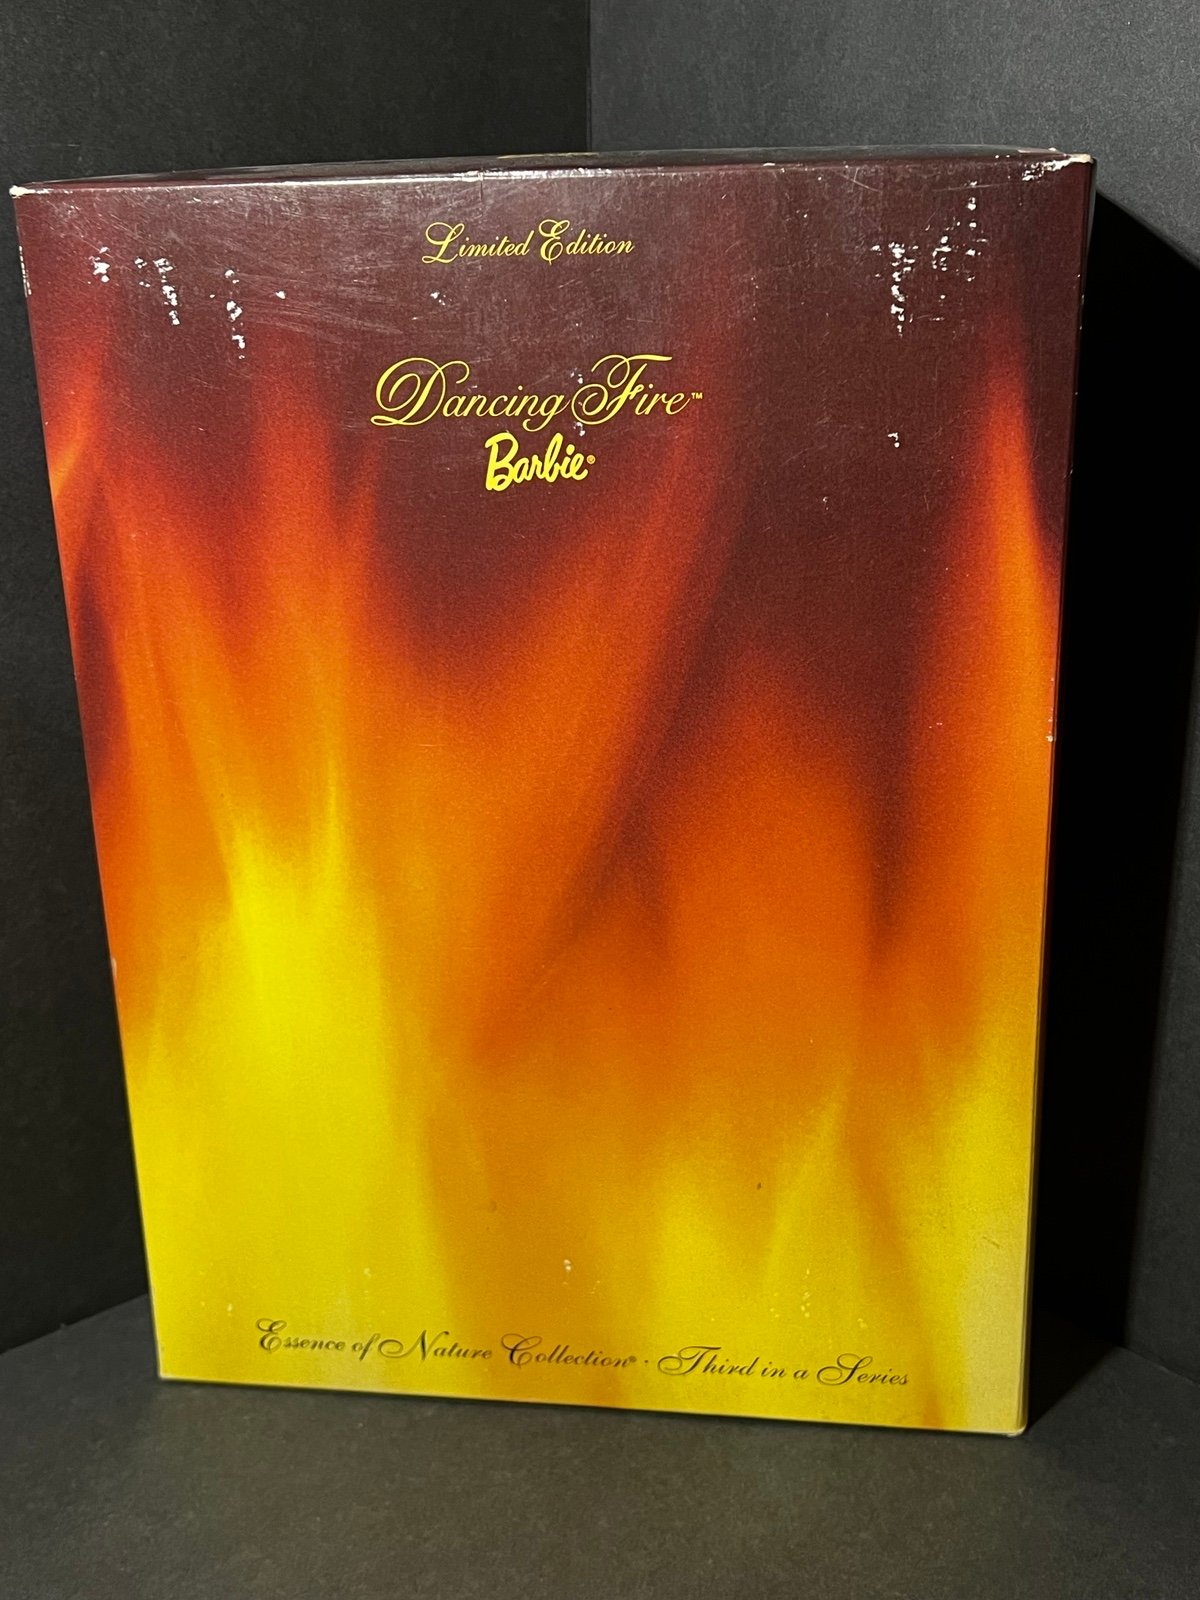 Limited Edition
Dancing Fire™
Barbie®
Essence of Nature Collection® • Third in a Series